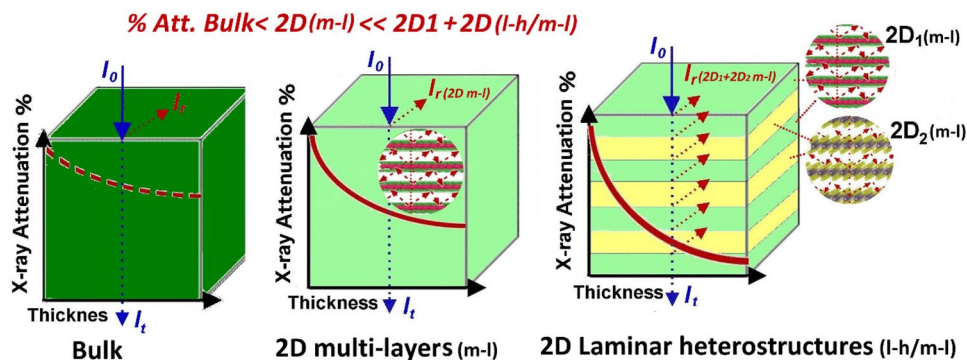 % Att. Bulk< 2D(m-l) << 2D1 + 2D (l-h/m-l)
I0
Ir
X-ray Attenuation %
Thicknes
It
Bulk
I0
Ir (2D m-l)
X-ray Attenuation %
Thickness
It
2D multi-layers (m-l)
I0
Ir (2D1+2D2 m-l)
X-ray Attenuation %
Thickness
It
2D Laminar heterostructures (l-h/m-l)
2D1(m-l)
2D2(m-l)